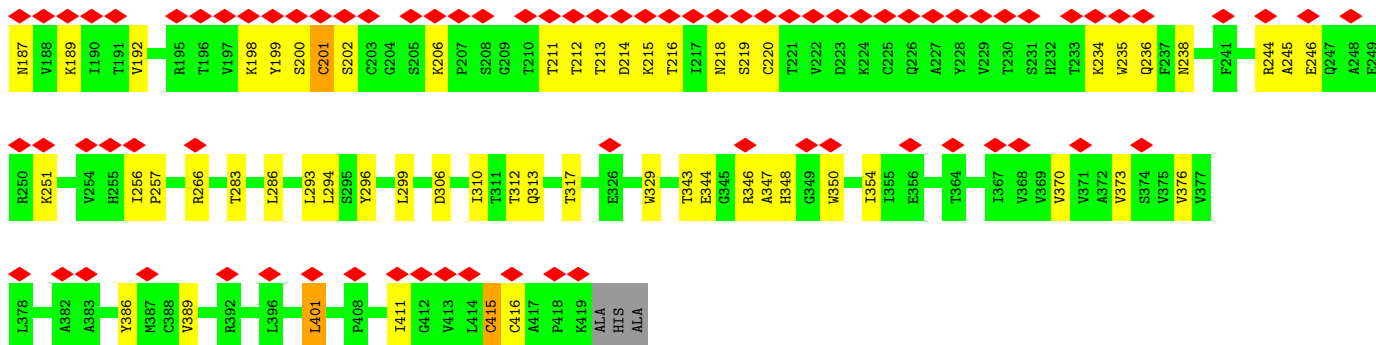 N187 V188 K189 I190 T191 V192 R195 T196 V197 K198 Y199 S200 C201 S202 C203 G204 S205 K206 P207 S208 G209 T210 T211 T212 T213 D214 K215 T216 I217 N218 S219 C220 T221 V222 D223 K224 C225 Q226 A227 Y228 V229 T230 S231 H232 T233 K234 W235 Q236 F237 N238 F241 R244 A245 E246 Q247 A248 E249
R250 K251 V254 H255 I256 P257 R266 T283 L286 L293 L294 S295 Y296 L299 D306 I310 T311 T312 Q313 T317 E326 W329 T343 E344 G345 R346 A347 H348 G349 W350 I354 I355 E356 T364 I367 V368 V369 V370 V371 A372 V373 S374 V375 V376 V377
L378 A382 A383 Y386 M387 C388 V389 R392 L396 L401 P408 I411 G412 V413 L414 C415 C416 A417 P418 K419 ALA HIS ALA